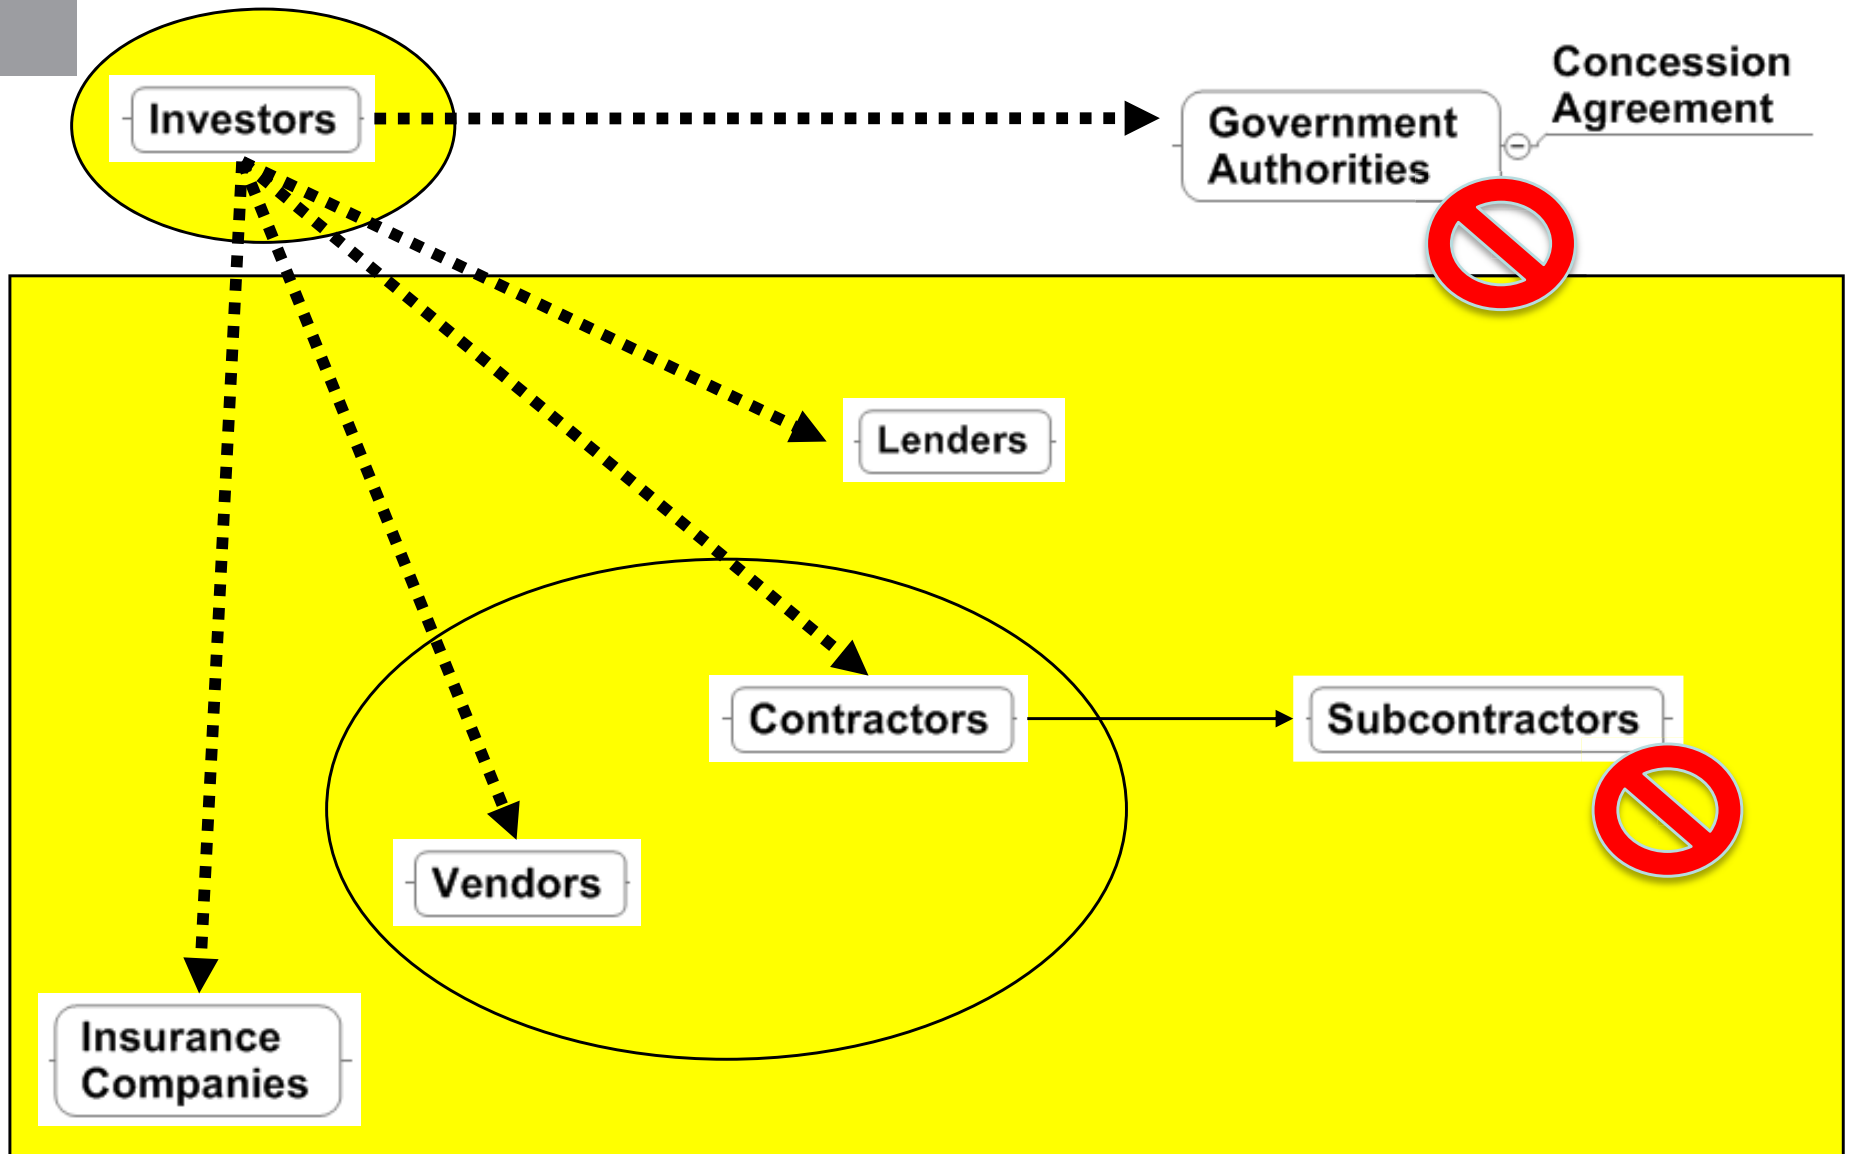 Investors
Government
Authorities
Concession
Agreement
Lenders
Contractors
Subcontractors
Vendors
Insurance
Companies